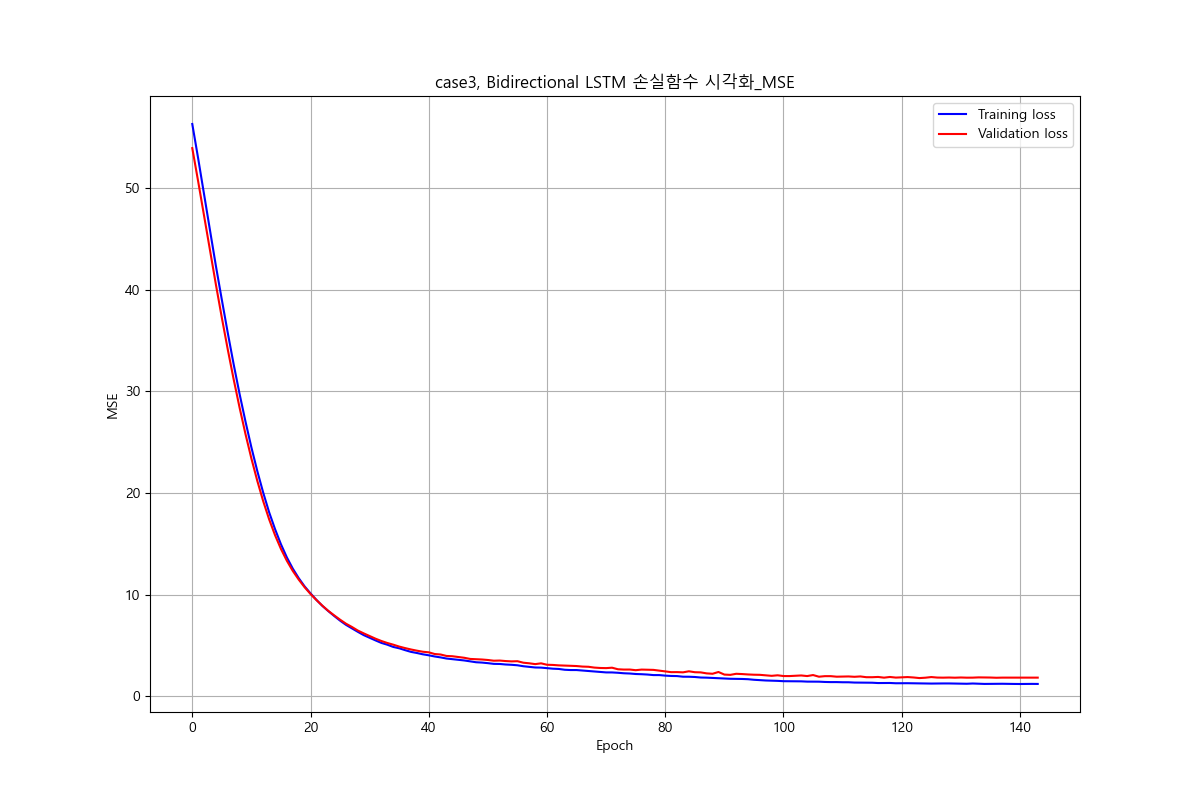 case3, Bidirectional LSTM 손실함수 시각화_MSE
Training loss
Validation loss
50
40
30
20
10
0
MSE
0 20 40 60 80 100 120 140
Epoch